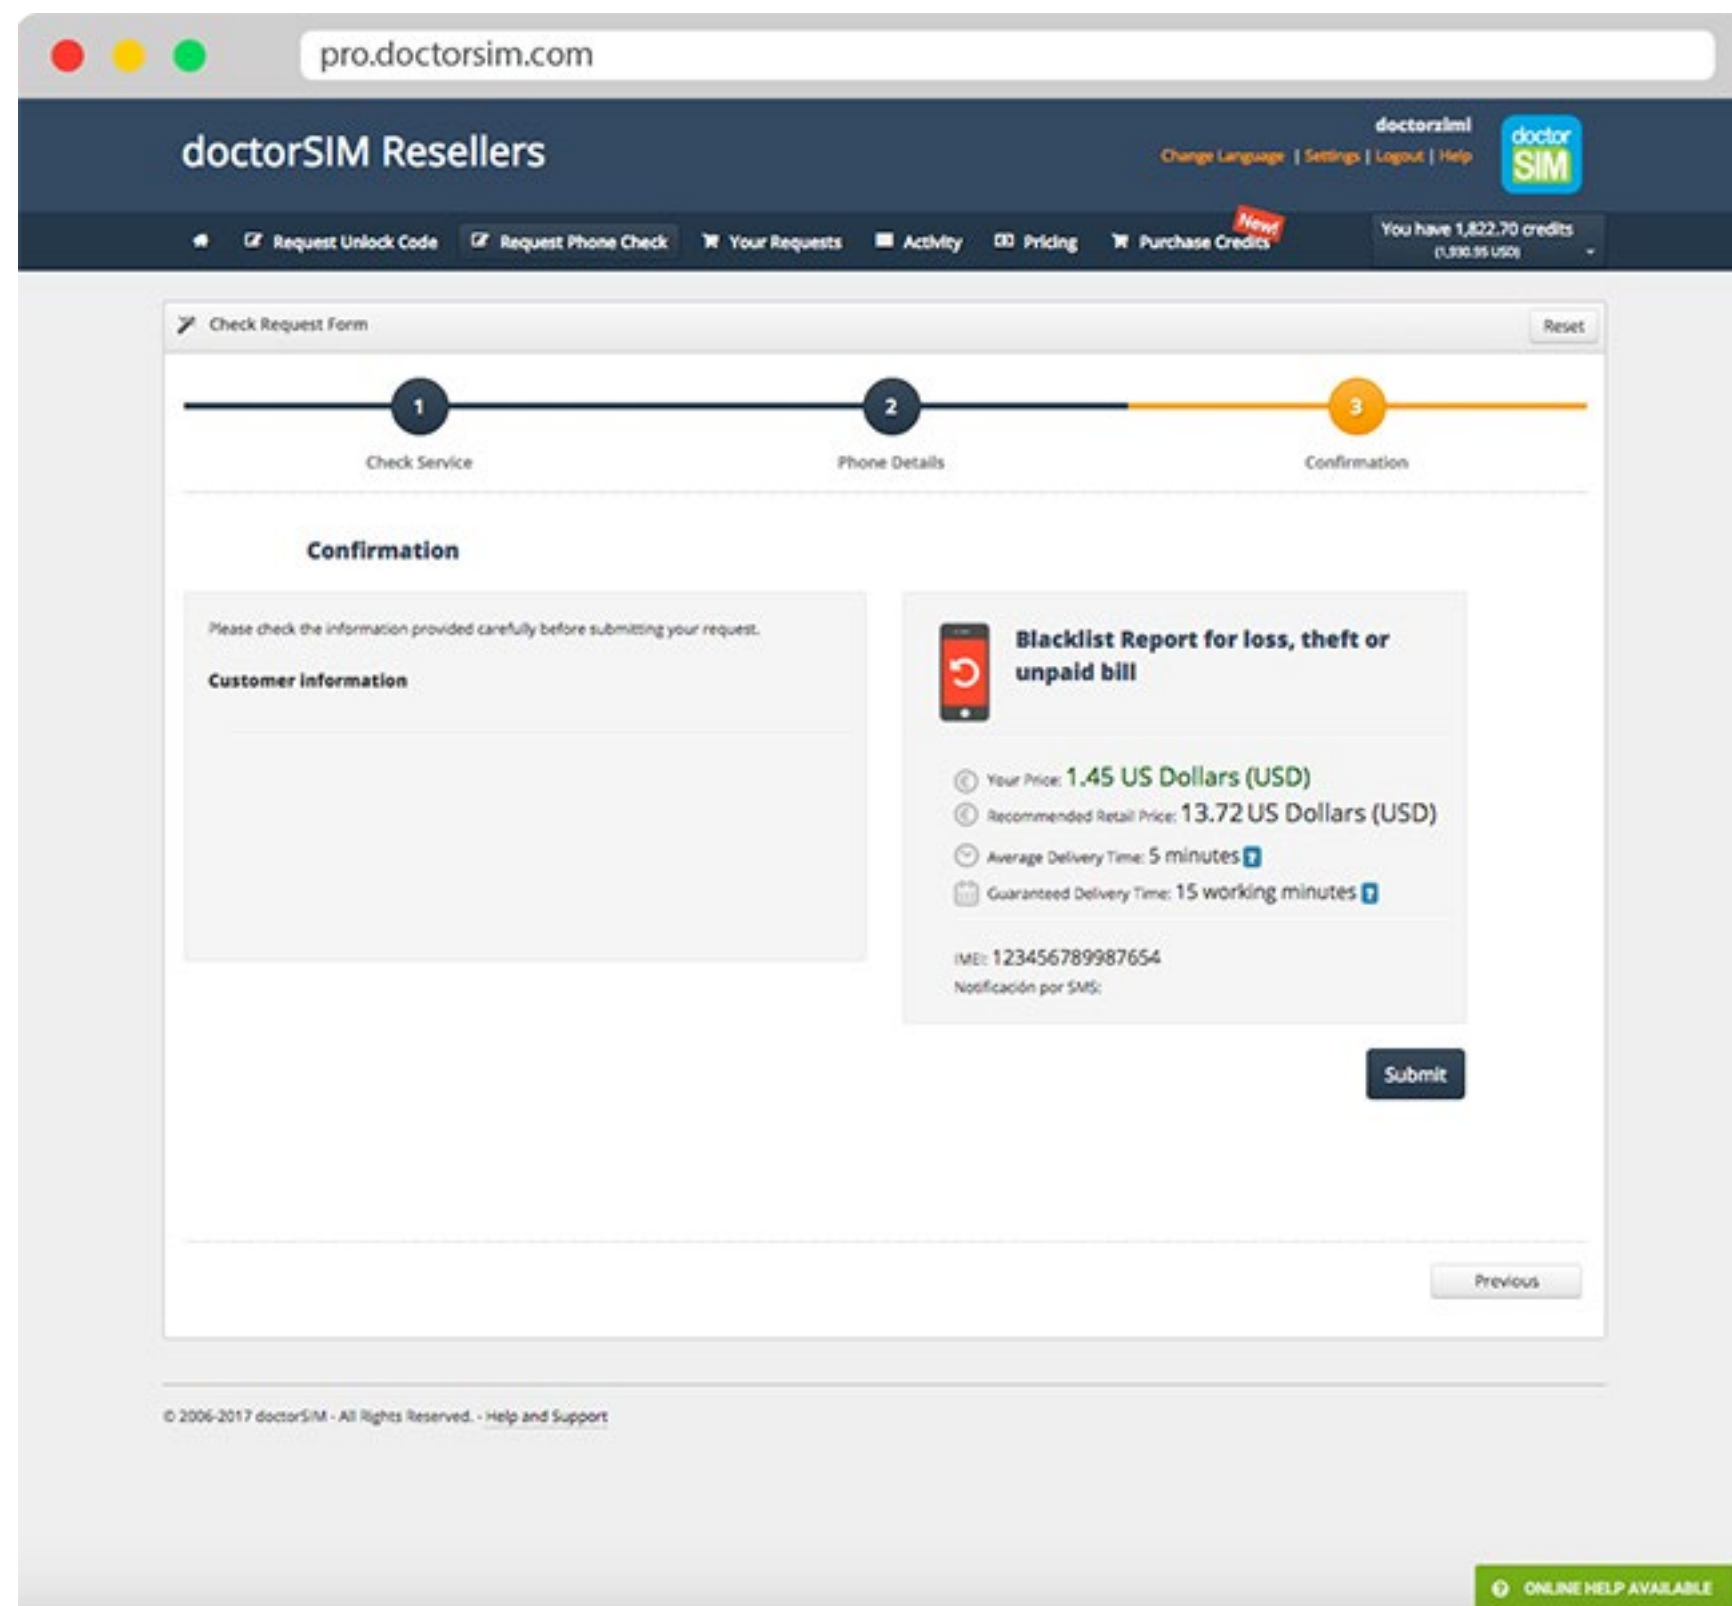 pro.doctorsim.com
doctorSIM Resellers
doctorzimi
Change Language | Settings | Logout | Help
doctor
SIM
Request Unlock Code
Request Phone Check
Your Requests
Activity
Pricing
Purchase Credits
New!
You have 1,822.70 credits
(1,930.95 USD)
Check Request Form
Reset
1
2
3
Check Service
Phone Details
Confirmation
Confirmation
Please check the information provided carefully before submitting your request.
Customer information
Blacklist Report for loss, theft or
unpaid bill
Your Price: 1.45 US Dollars (USD)
Recommended Retail Price: 13.72 US Dollars (USD)
Average Delivery Time: 5 minutes ?
Guaranteed Delivery Time: 15 working minutes ?
IMEI: 123456789987654
Notificación por SMS:
Submit
Previous
© 2006-2017 doctorSIM - All Rights Reserved. - Help and Support
ONLINE HELP AVAILABLE